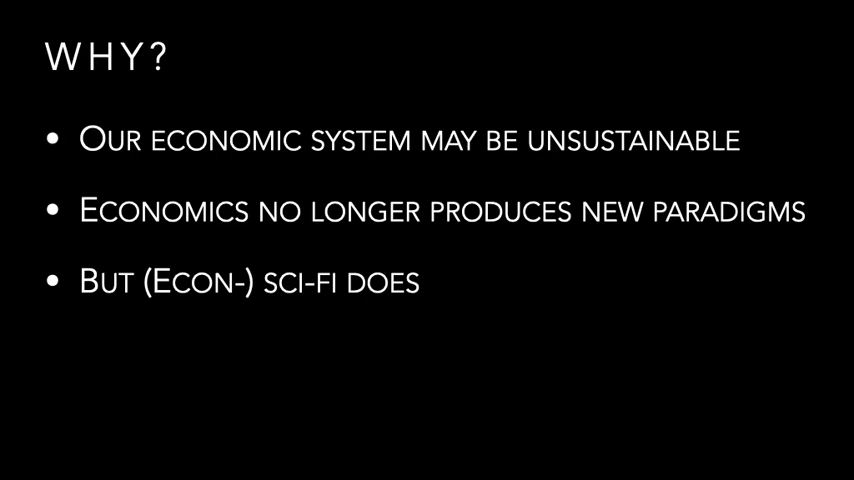 WHY?
• OUR ECONOMIC SYSTEM MAY BE UNSUSTAINABLE
• ECONOMICS NO LONGER PRODUCES NEW PARADIGMS
• BUT (ECON-) SCI-FI DOES